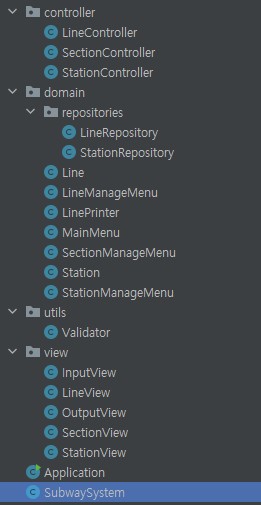 controller
LineController
SectionController
StationController
domain
repositories
LineRepository
StationRepository
Line
LineManageMenu
LinePrinter
MainMenu
SectionManageMenu
Station
StationManageMenu
utils
Validator
view
InputView
LineView
OutputView
SectionView
StationView
Application
SubwaySystem